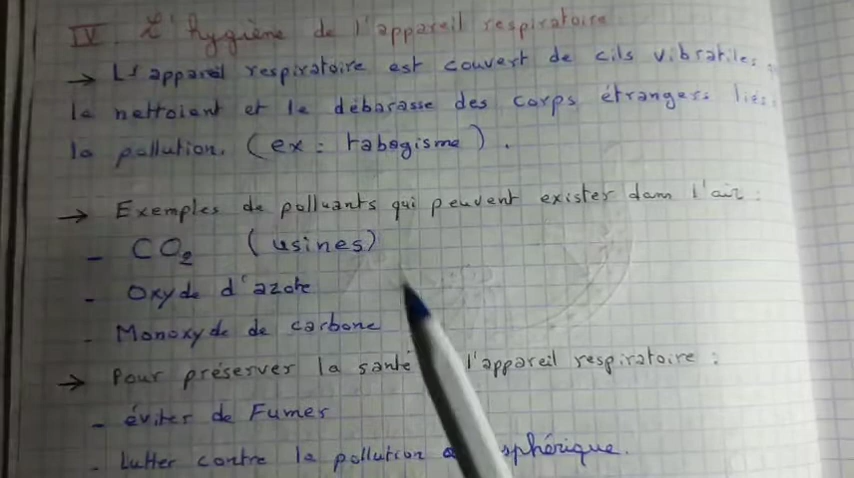 IV. L'hygiène de l'appareil respiratoire
→ L'appareil respiratoire est couvert de cils vibratiles
le nettoient et le débarasse des corps étrangers liés
la pollution. (ex : tabagisme).
→ Exemples de polluants qui peuvent exister dans l'air :
- CO₂ (usines)
- Oxyde d'azote
- Monoxyde de carbone
→ Pour préserver la santé l'appareil respiratoire :
- éviter de Fumer
- Lutter contre la pollution a sphérique.